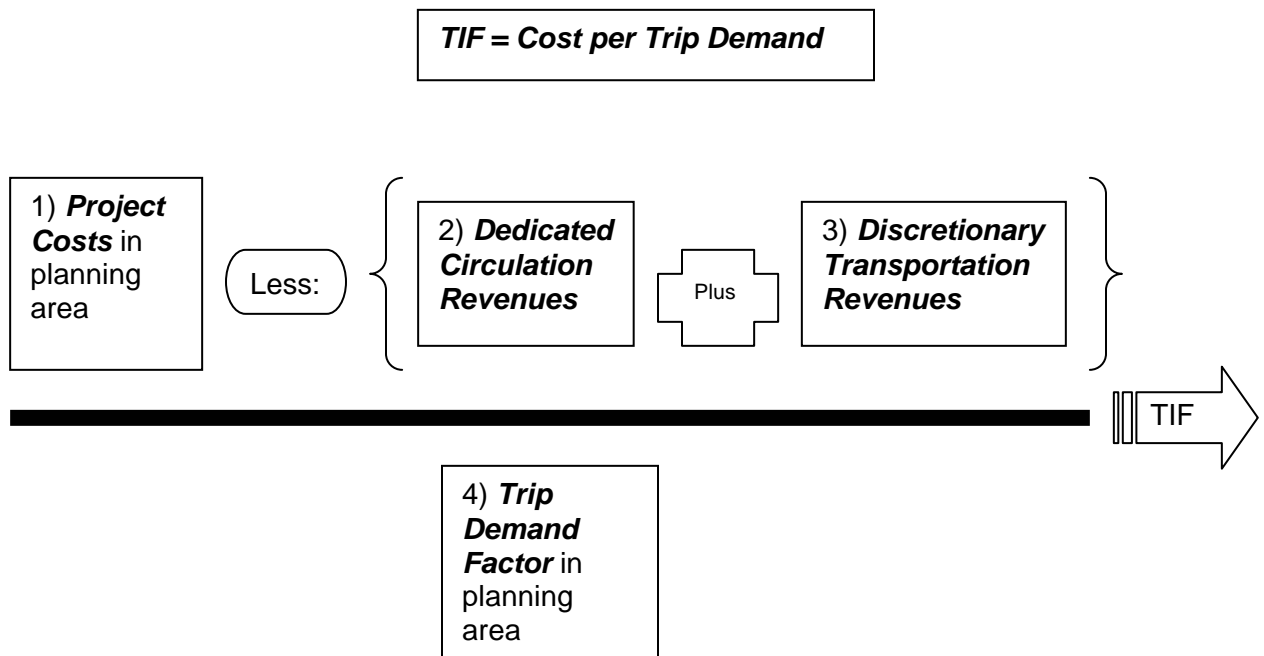 TIF = Cost per Trip Demand
1) Project
Costs in
planning
area
Less:
2) Dedicated
Circulation
Revenues
Plus
3) Discretionary
Transportation
Revenues
TIF
4) Trip
Demand
Factor in
planning
area